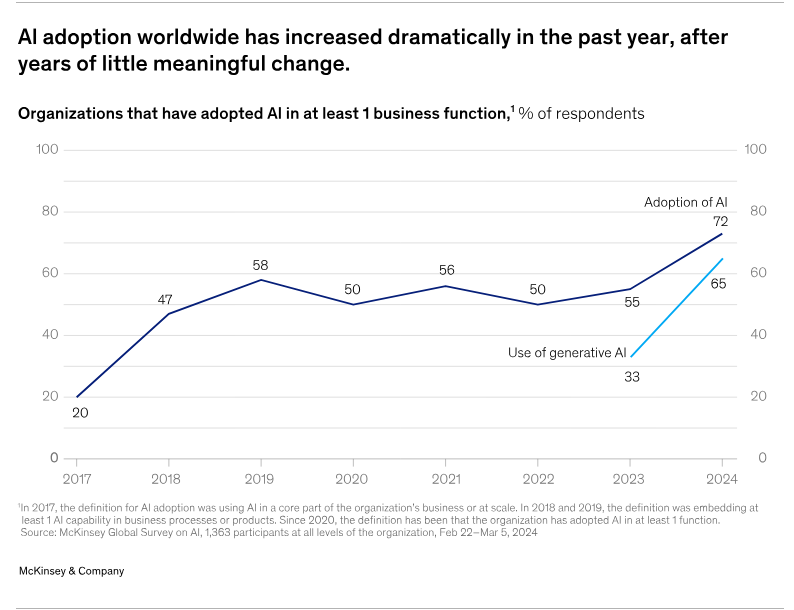 AI adoption worldwide has increased dramatically in the past year, after
years of little meaningful change.
Organizations that have adopted AI in at least 1 business function,¹ % of respondents
100 100
Adoption of AI
80 80
72
60 60
58
56
50
50
47
55
65
40 40
Use of generative AI
33
20 20
20
0 0
2017 2018 2019 2020 2021 2022 2023 2024
¹In 2017, the definition for AI adoption was using AI in a core part of the organization's business or at scale. In 2018 and 2019, the definition was embedding at
least 1 AI capability in business processes or products. Since 2020, the definition has been that the organization has adopted AI in at least 1 function.
Source: McKinsey Global Survey on AI, 1,363 participants at all levels of the organization, Feb 22–Mar 5, 2024
McKinsey & Company